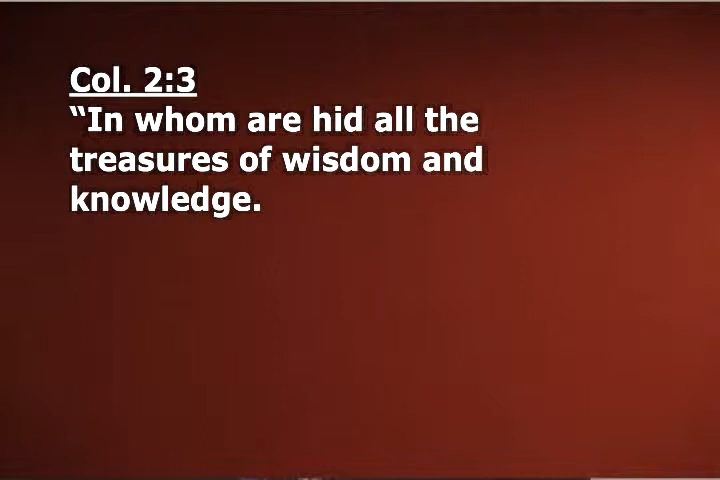 Col. 2:3
“In whom are hid all the
treasures of wisdom and
knowledge.